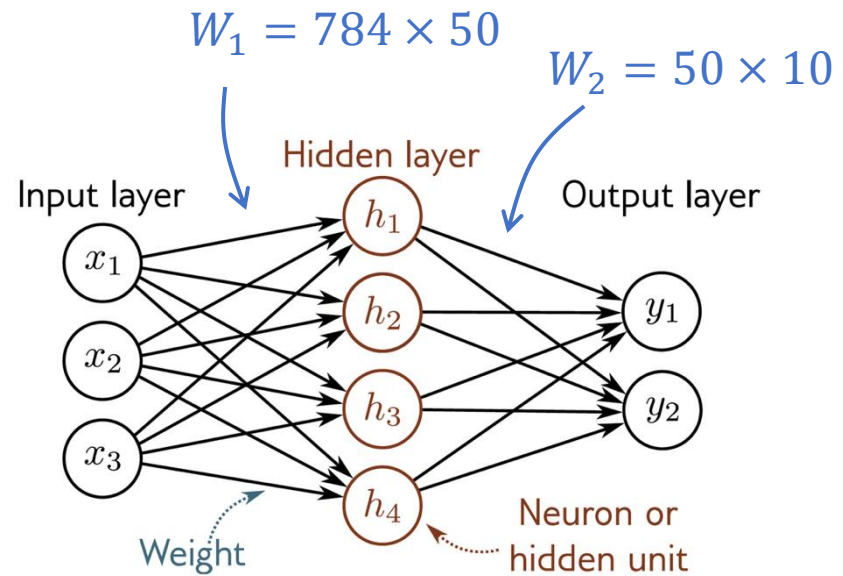 W₁ = 784 × 50
W₂ = 50 × 10
Hidden layer
Input layer
Output layer
x₁
x₂
x₃
h₁
h₂
h₃
h₄
y₁
y₂
Weight
Neuron or
hidden unit